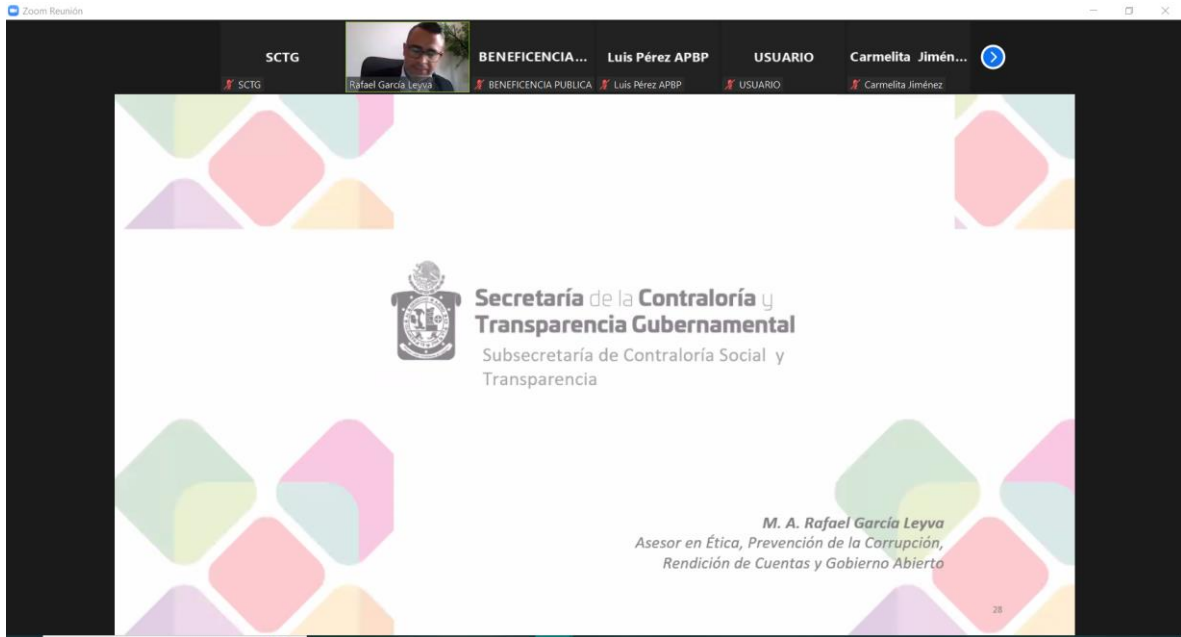 Zoom Reunión
SCTG
BENEFICENCIA...
Luis Pérez APBP
USUARIO
Carmelita Jimén...
SCTG
Rafael García Leyva
BENEFICENCIA PUBLICA
Luis Pérez APBP
USUARIO
Carmelita Jiménez
Secretaría de la Contraloría y
Transparencia Gubernamental
Subsecretaría de Contraloría Social y
Transparencia
M. A. Rafael García Leyva
Asesor en Ética, Prevención de la Corrupción,
Rendición de Cuentas y Gobierno Abierto
28